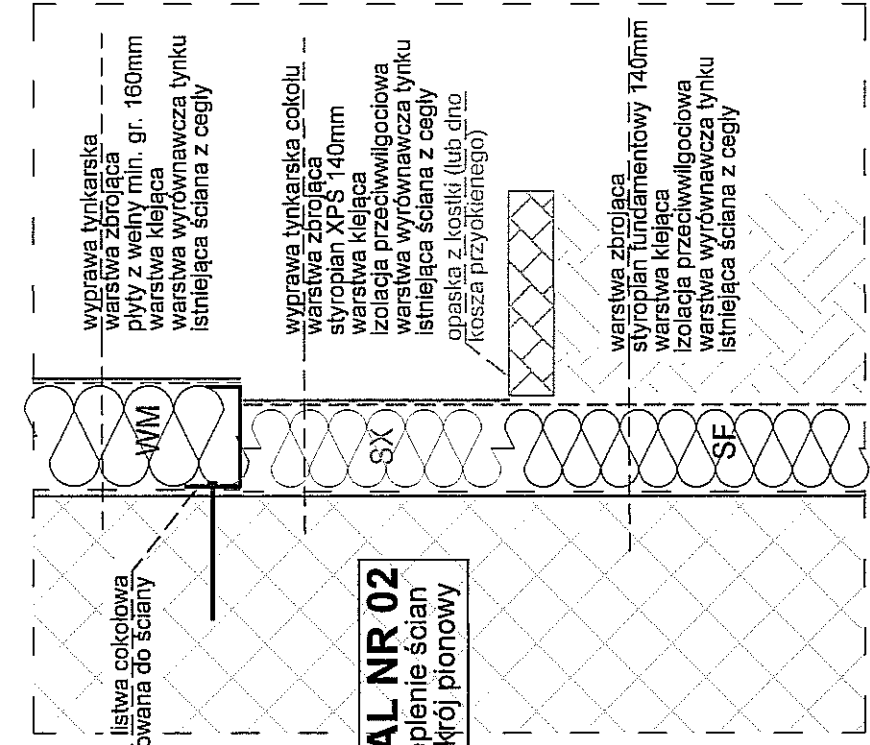 wyprawa tynkarska
warstwa zbrojąca
płyty z wełny min. gr. 160mm
warstwa klejąca
warstwa wyrównawcza tynku
istniejąca ściana z cegły
wyprawa tynkarska cokołu
warstwa zbrojąca
styropian XPS 140mm
warstwa klejąca
izolacja przeciwwilgociowa
warstwa wyrównawcza tynku
istniejąca ściana z cegły
opaska z kostki (lub dno
kosza przyokienego)
warstwa zbrojąca
styropian fundamentowy 140mm
warstwa klejąca
izolacja przeciwwilgociowa
warstwa wyrównawcza tynku
istniejąca ściana z cegły
WM
SX
SF
listwa cokołowa
owana do ściany
AL NR 02
eplenie ścian
krój pionowy